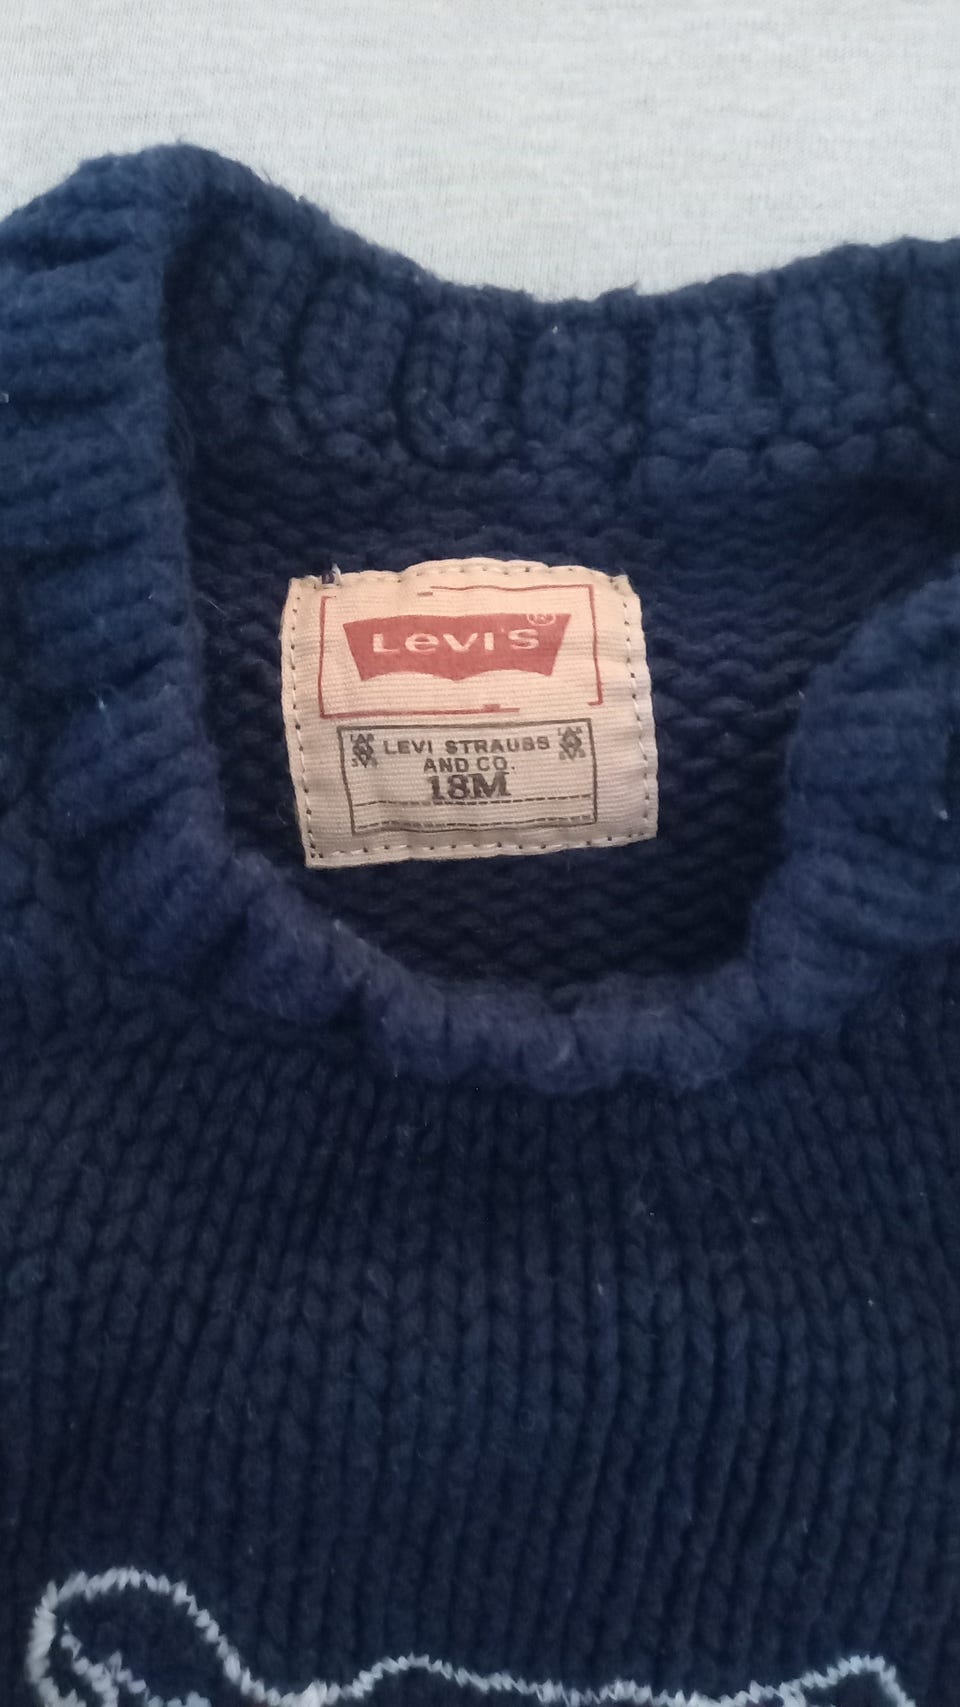 Levi's
LEVI STRAUSS
AND CO.
18M